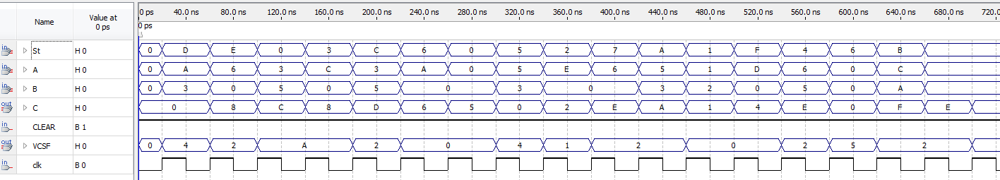 Name Value at 0 ps 0 ps 40.0 ns 80.0 ns 120.0 ns 160.0 ns 200.0 ns 240.0 ns 280.0 ns 320.0 ns 360.0 ns 400.0 ns 440.0 ns 480.0 ns 520.0 ns 560.0 ns 600.0 ns 640.0 ns 680.0 ns 720.0
0 ps
in St H 0 0 D E 0 3 C 6 0 5 2 7 A 1 F 4 6 B
in A H 0 0 A 6 3 C 3 A 0 5 E 6 5 1 D 6 0 C
in B H 0 0 3 0 5 0 5 0 3 0 3 2 0 5 0 A
out C H 0 0 8 C 8 D 6 5 0 2 E A 1 4 E 0 F E
in CLEAR B 1
out VCSF H 0 0 4 2 A 2 0 4 1 2 0 2 5 2
in clk B 0